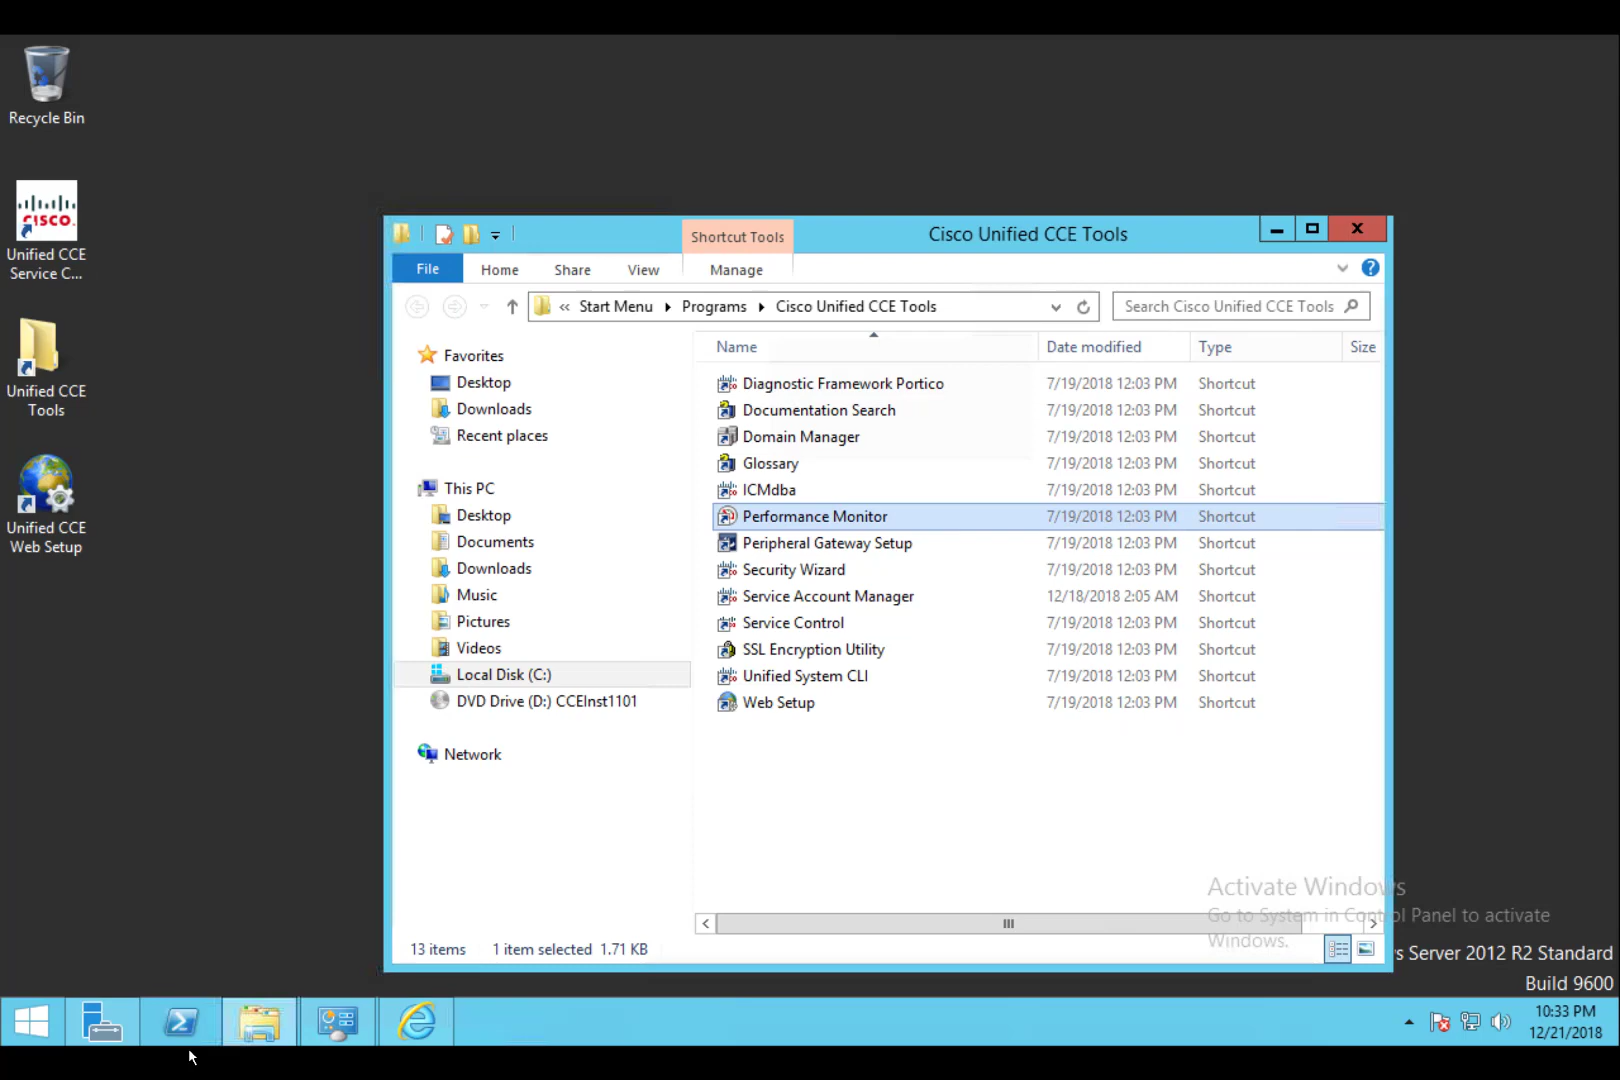 Recycle Bin
CISCO.
Unified CCE
Service C...
Unified CCE
Tools
Unified CCE
Web Setup
Shortcut Tools
Cisco Unified CCE Tools
File
Home
Share
View
Manage
« Start Menu Programs Cisco Unified CCE Tools
Search Cisco Unified CCE Tools
Favorites
Desktop
Downloads
Recent places
This PC
Desktop
Documents
Downloads
Music
Pictures
Videos
Local Disk (C:)
DVD Drive (D:) CCEInst1101
Network
Name Date modified Type Size
Diagnostic Framework Portico 7/19/2018 12:03 PM Shortcut
Documentation Search 7/19/2018 12:03 PM Shortcut
Domain Manager 7/19/2018 12:03 PM Shortcut
Glossary 7/19/2018 12:03 PM Shortcut
ICMdba 7/19/2018 12:03 PM Shortcut
Performance Monitor 7/19/2018 12:03 PM Shortcut
Peripheral Gateway Setup 7/19/2018 12:03 PM Shortcut
Security Wizard 7/19/2018 12:03 PM Shortcut
Service Account Manager 12/18/2018 2:05 AM Shortcut
Service Control 7/19/2018 12:03 PM Shortcut
SSL Encryption Utility 7/19/2018 12:03 PM Shortcut
Unified System CLI 7/19/2018 12:03 PM Shortcut
Web Setup 7/19/2018 12:03 PM Shortcut
13 items 1 item selected 1.71 KB
Activate Windows
Go to System in Control Panel to activate
Windows.
s Server 2012 R2 Standard
Build 9600
10:33 PM
12/21/2018